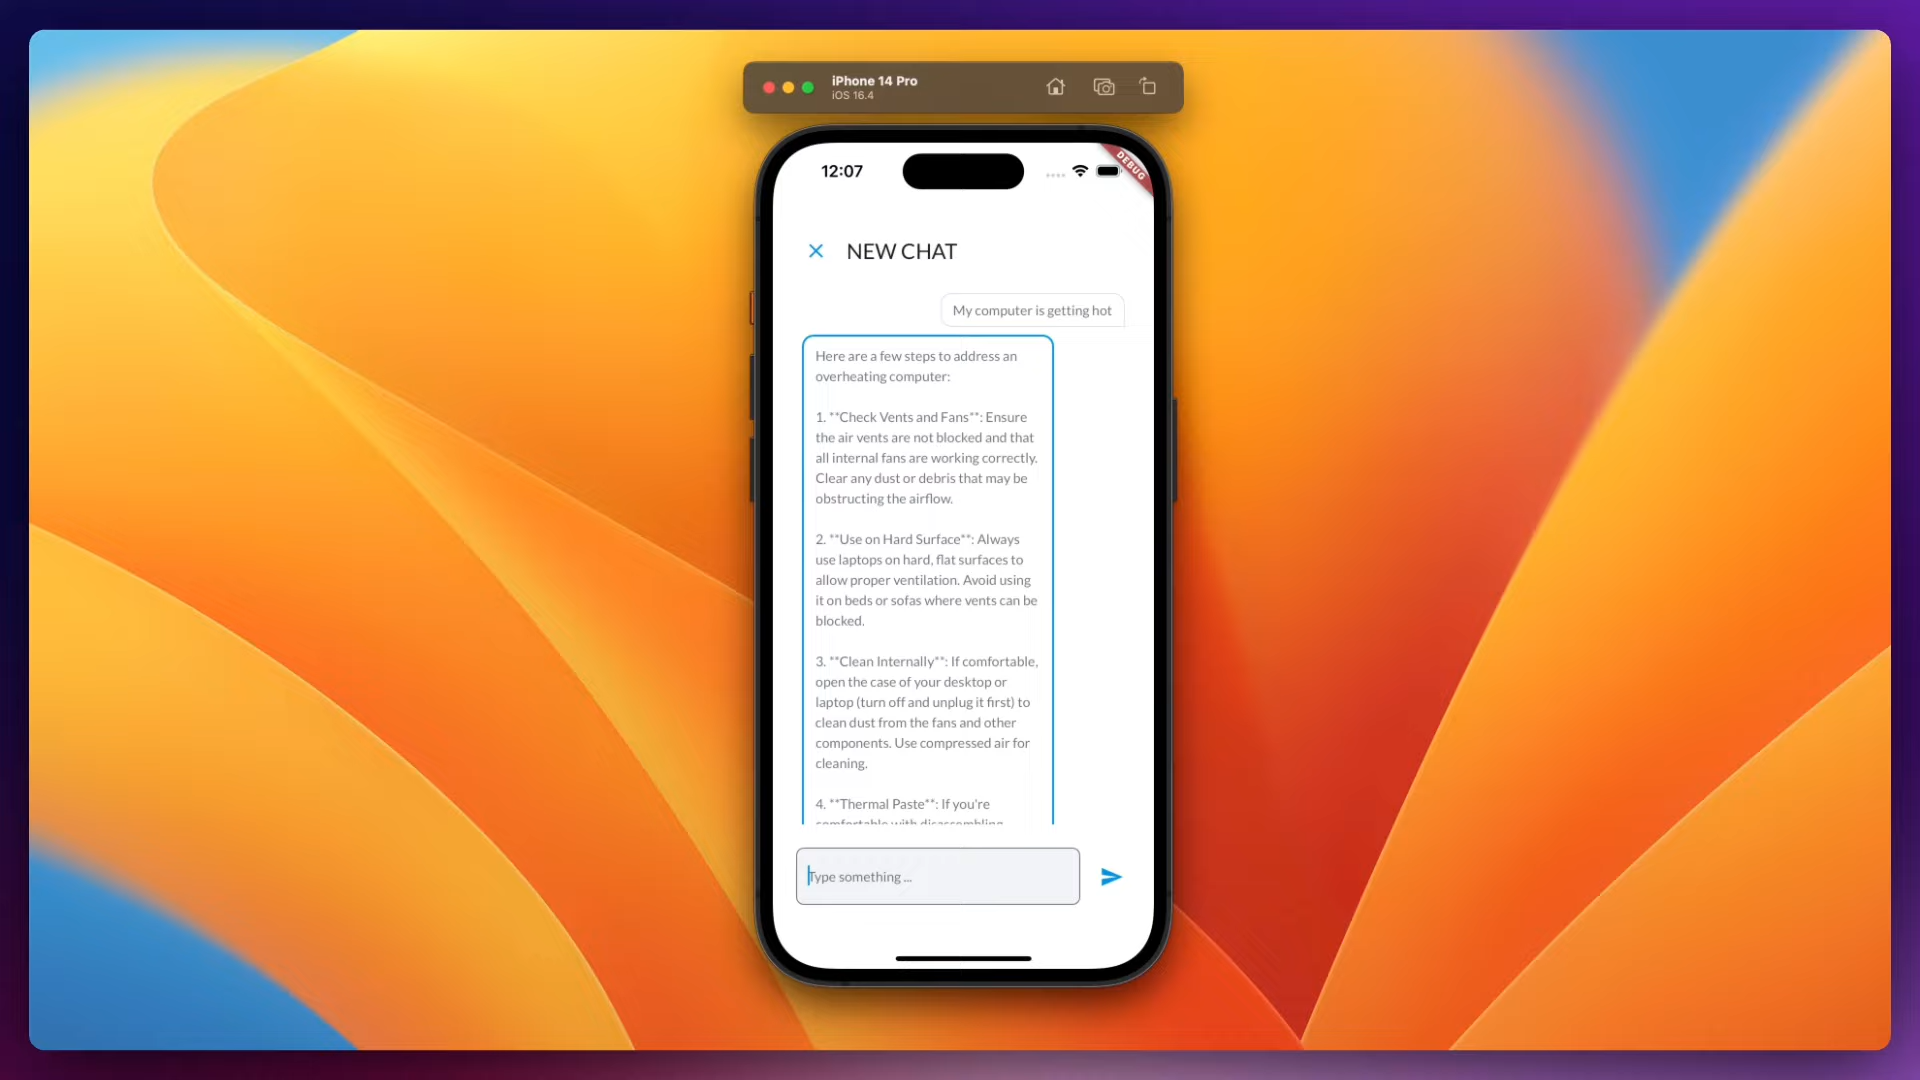 iPhone 14 Pro
iOS 16.4
12:07
DEBUG
NEW CHAT
My computer is getting hot
Here are a few steps to address an
overheating computer:
1. **Check Vents and Fans**: Ensure
the air vents are not blocked and that
all internal fans are working correctly.
Clear any dust or debris that may be
obstructing the airflow.
2. **Use on Hard Surface**: Always
use laptops on hard, flat surfaces to
allow proper ventilation. Avoid using
it on beds or sofas where vents can be
blocked.
3. **Clean Internally**: If comfortable,
open the case of your desktop or
laptop (turn off and unplug it first) to
clean dust from the fans and other
components. Use compressed air for
cleaning.
4. **Thermal Paste**: If you're
comfortable with disassembling
Type something ...